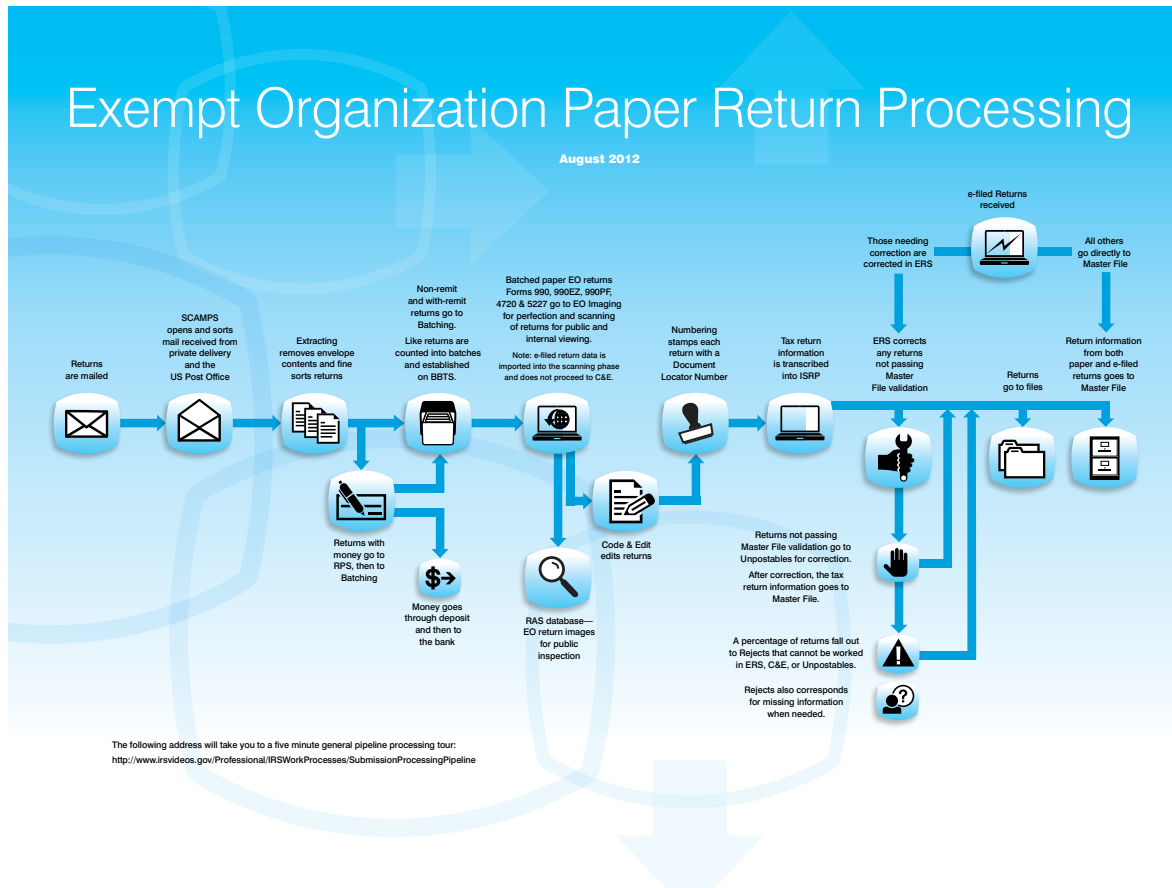 Exempt Organization Paper Return Processing
August 2012
e-filed Returns
received
Those needing
correction are
corrected in ERS
All others
go directly to
Master File
Returns
are mailed
SCAMPS
opens and sorts
mail received from
private delivery
and the
US Post Office
Extracting
removes envelope
contents and fine
sorts returns
Non-remit
and with-remit
returns go to
Batching.
Like returns are
counted into batches
and established
on BBTS.
Batched paper EO returns
Forms 990, 990EZ, 990PF,
4720 & 5227 go to EO Imaging
for perfection and scanning
of returns for public and
internal viewing.
Note: e-filed return data is
imported into the scanning phase
and does not proceed to C&E.
Numbering
stamps each
return with a
Document
Locator Number
Tax return
information
is transcribed
into ISRP
ERS corrects
any returns
not passing
Master
File validation
Returns
go to files
Return information
from both
paper and e-filed
returns goes to
Master File
Returns with
money go to
RPS, then to
Batching
$
Money goes
through deposit
and then to
the bank
Code & Edit
edits returns
RAS database—
EO return images
for public
inspection
Returns not passing
Master File validation go to
Unpostables for correction.
After correction, the tax
return information goes to
Master File.
A percentage of returns fall out
to Rejects that cannot be worked
in ERS, C&E, or Unpostables.
!
Rejects also corresponds
for missing information
when needed.
?
The following address will take you to a five minute general pipeline processing tour:
http://www.irsvideos.gov/Professional/IRSWorkProcesses/SubmissionProcessingPipeline